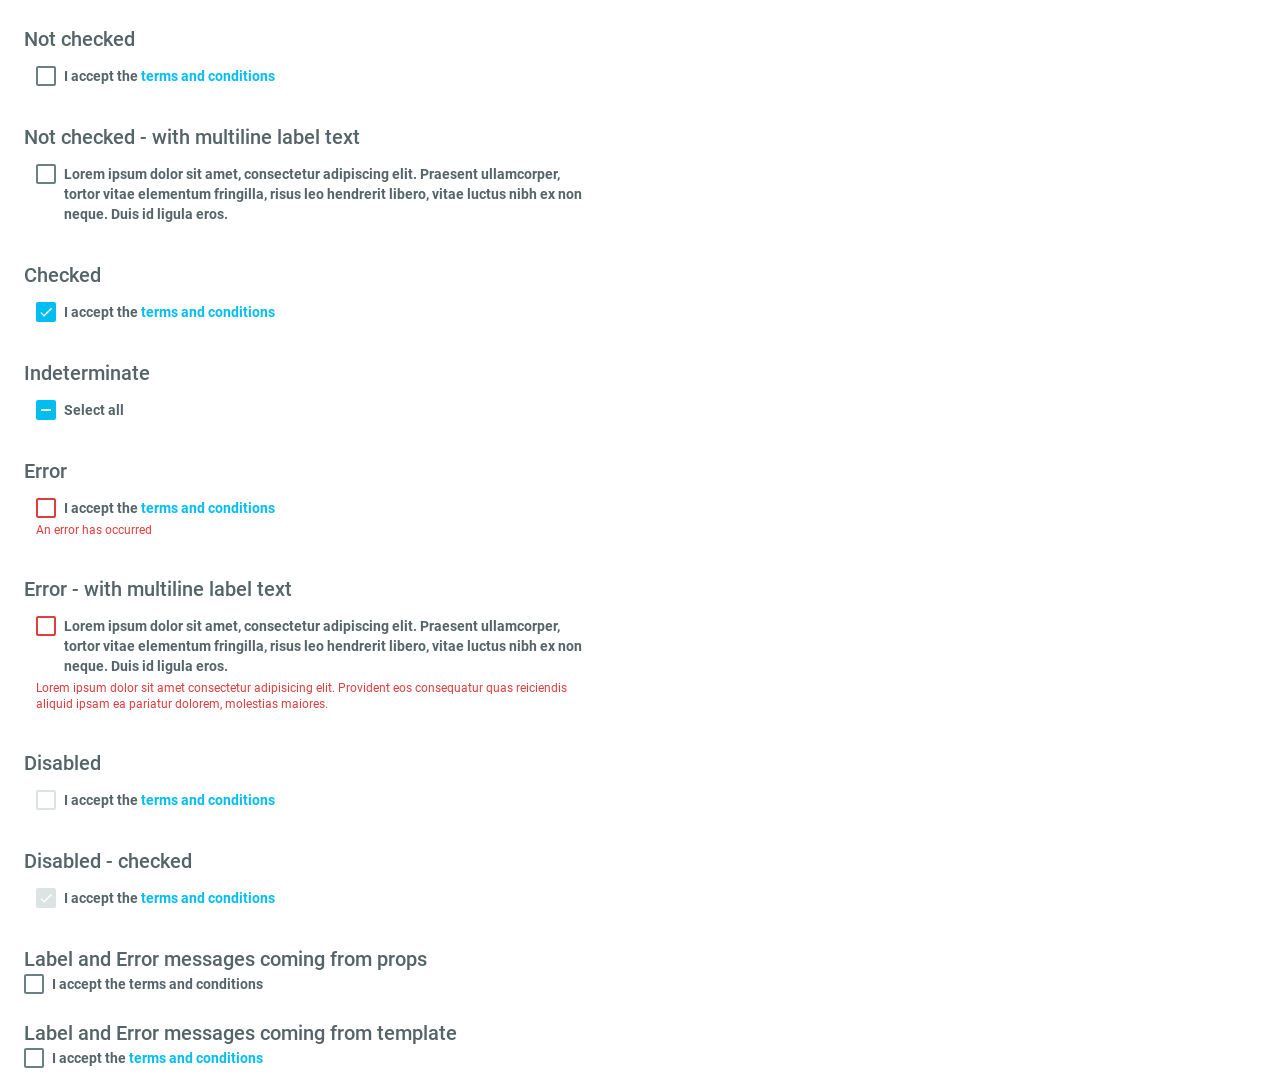 Not checked
I accept the terms and conditions
Not checked - with multiline label text
Lorem ipsum dolor sit amet, consectetur adipiscing elit. Praesent ullamcorper,
tortor vitae elementum fringilla, risus leo hendrerit libero, vitae luctus nibh ex non
neque. Duis id ligula eros.
Checked
I accept the terms and conditions
Indeterminate
Select all
Error
I accept the terms and conditions
An error has occurred
Error - with multiline label text
Lorem ipsum dolor sit amet, consectetur adipiscing elit. Praesent ullamcorper,
tortor vitae elementum fringilla, risus leo hendrerit libero, vitae luctus nibh ex non
neque. Duis id ligula eros.
Lorem ipsum dolor sit amet consectetur adipisicing elit. Provident eos consequatur quas reiciendis
aliquid ipsam ea pariatur dolorem, molestias maiores.
Disabled
I accept the terms and conditions
Disabled - checked
I accept the terms and conditions
Label and Error messages coming from props
I accept the terms and conditions
Label and Error messages coming from template
I accept the terms and conditions